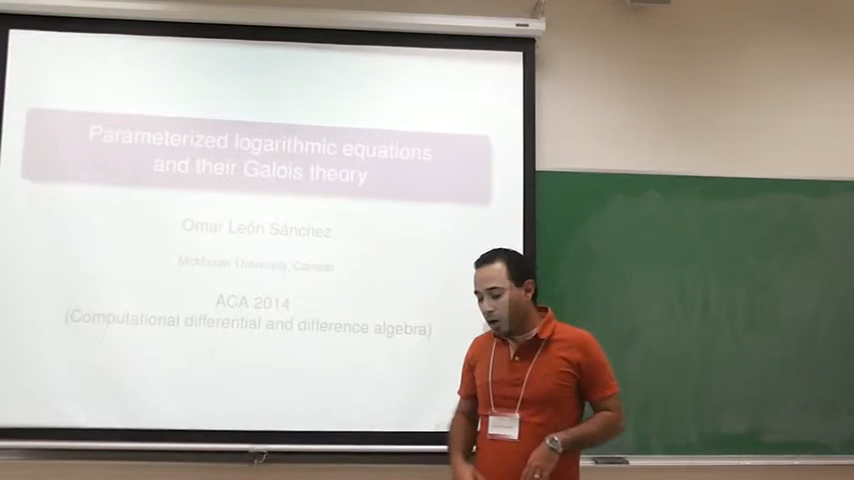 Parameterized logarithmic equations
and their Galois theory
Omar León Sánchez
McMaster University, Canada
ACA 2014
(Computational differential and difference algebra)